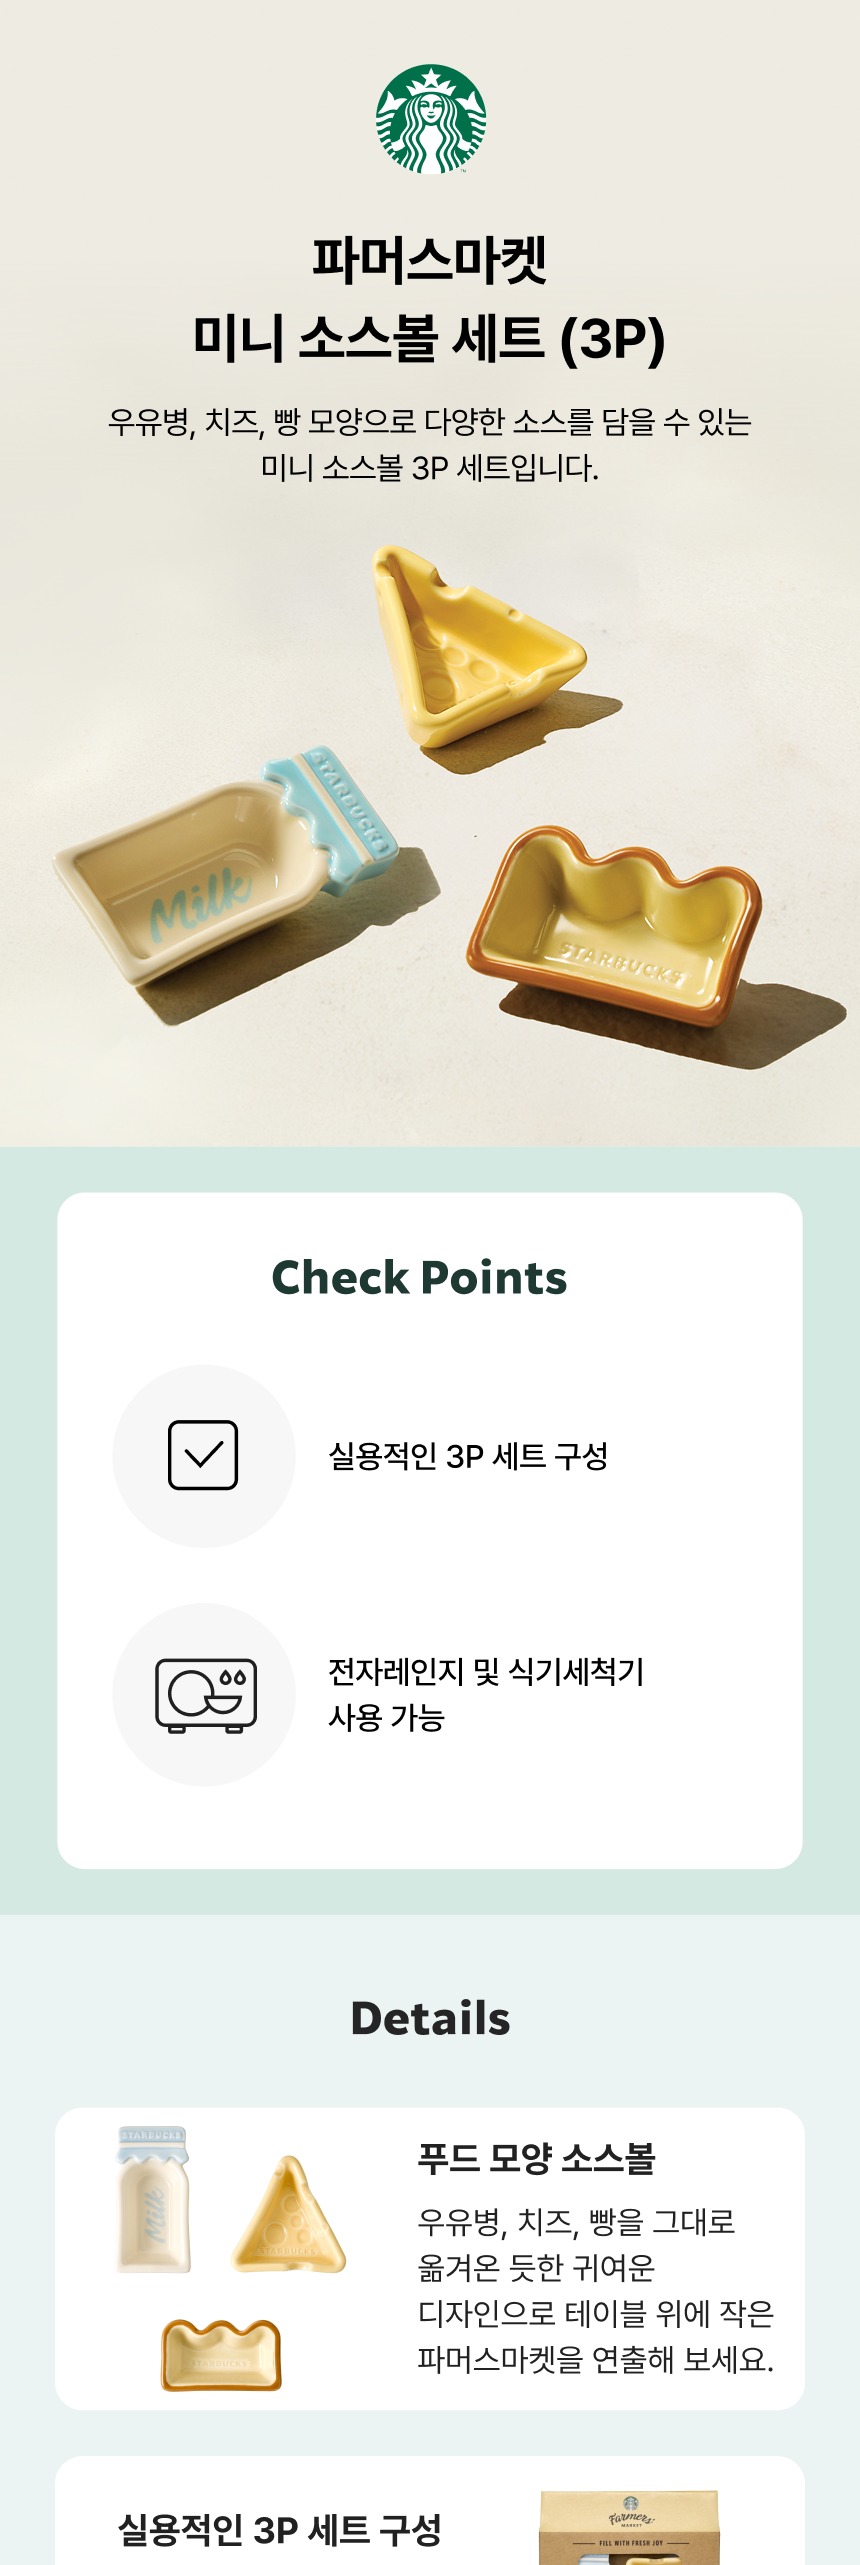 파머스마켓
미니 소스볼 세트 (3P)
우유병, 치즈, 빵 모양으로 다양한 소스를 담을 수 있는
미니 소스볼 3P 세트입니다.
STARBUCKS
Milk
STARBUCKS
Check Points
실용적인 3P 세트 구성
전자레인지 및 식기세척기
사용 가능
Details
STARBUCKS
Milk
STARBUCKS
STARBUCKS
푸드 모양 소스볼
우유병, 치즈, 빵을 그대로
옮겨온 듯한 귀여운
디자인으로 테이블 위에 작은
파머스마켓을 연출해 보세요.
실용적인 3P 세트 구성
Farmers'
MARKET
FILL WITH FRESH JOY